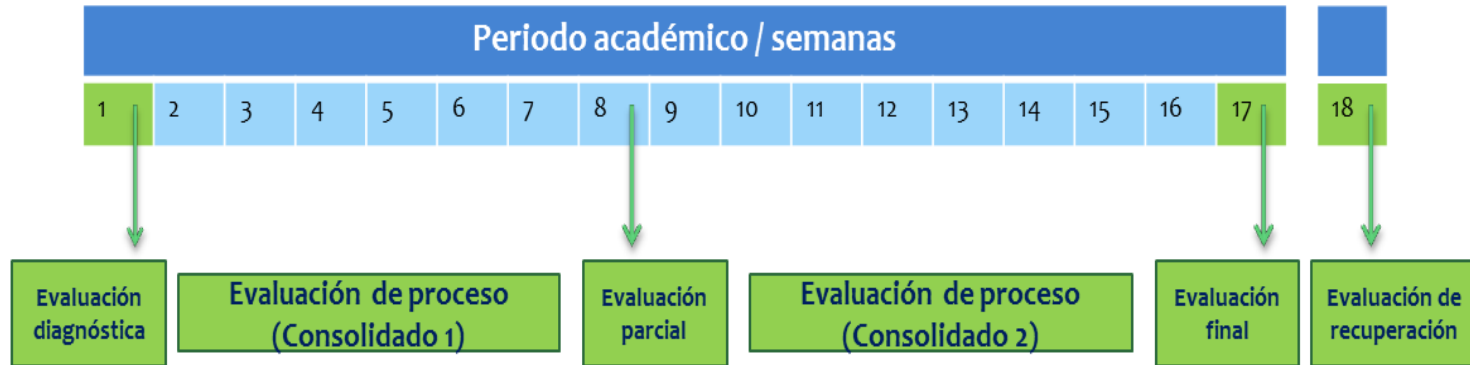 Periodo académico / semanas
1 2 3 4 5 6 7 8 9 10 11 12 13 14 15 16 17 18
Evaluación
diagnóstica
Evaluación de proceso
(Consolidado 1)
Evaluación
parcial
Evaluación de proceso
(Consolidado 2)
Evaluación
final
Evaluación de
recuperación